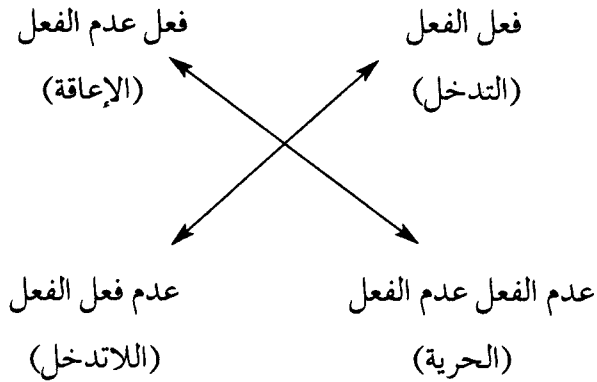 فعل الفعل
(التدخل)
فعل عدم الفعل
(الإعاقة)
عدم الفعل عدم الفعل
(الحرية)
عدم فعل الفعل
(اللاتدخل)